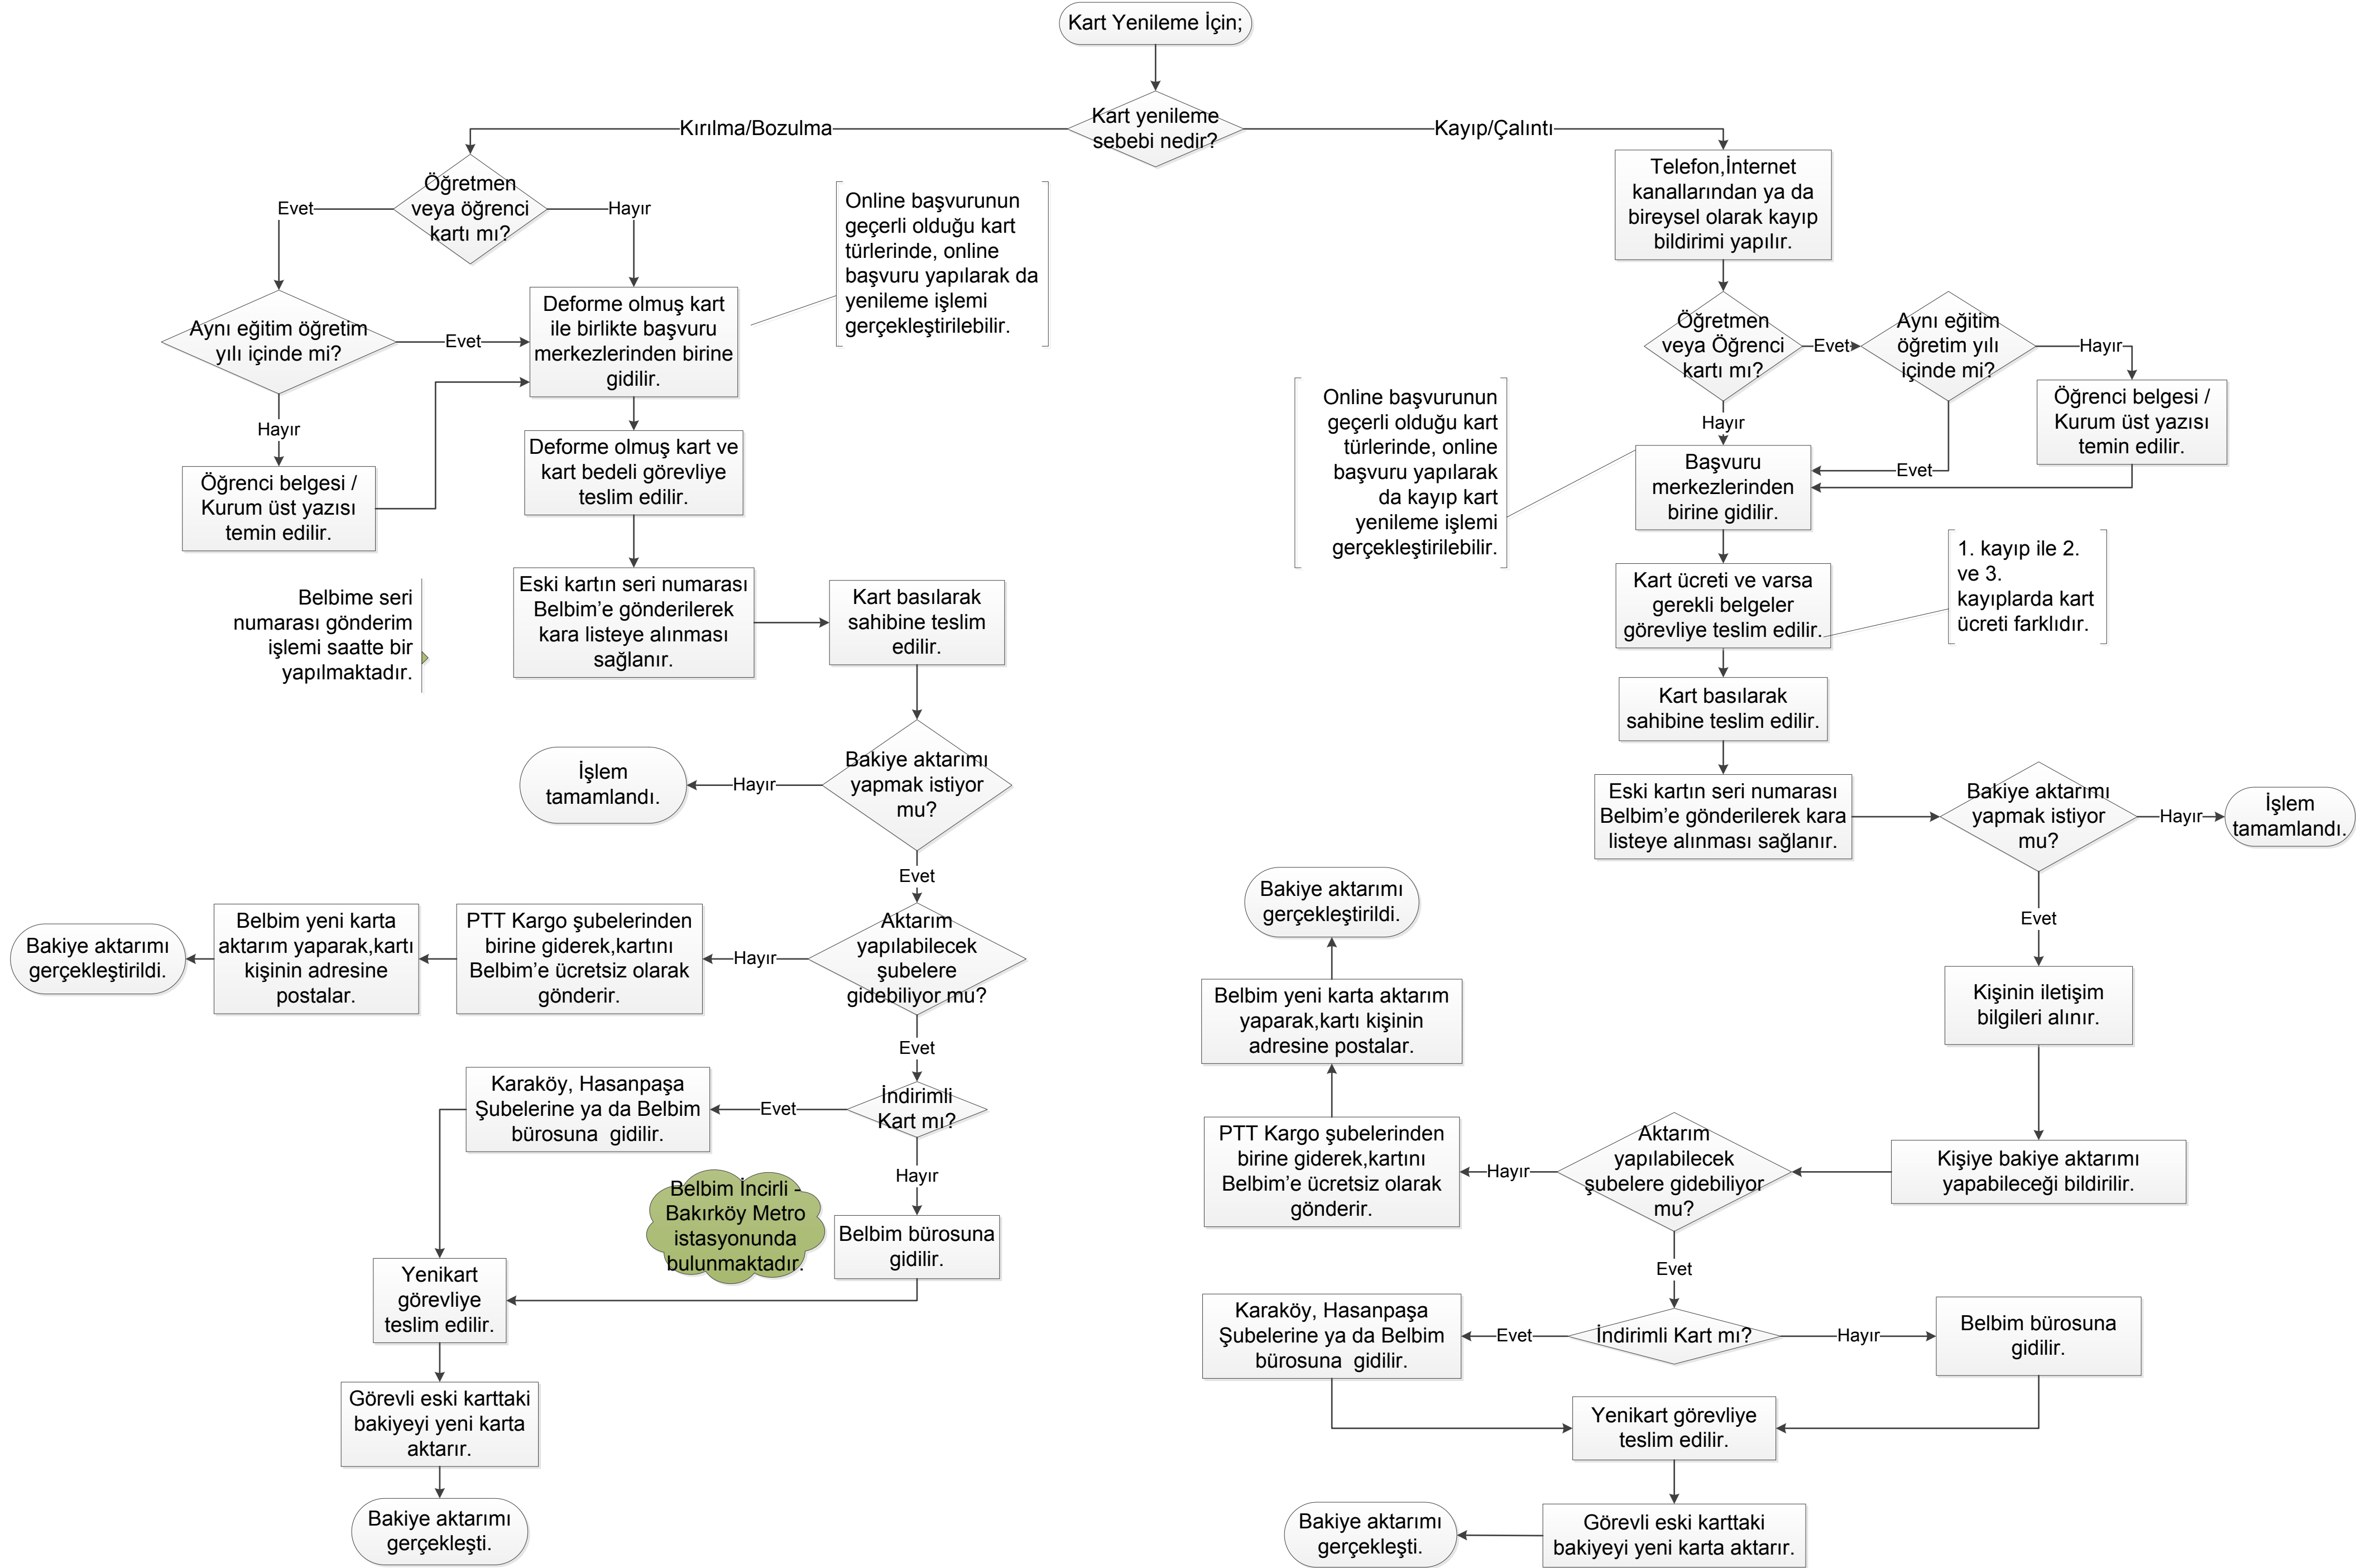 Kart Yenileme İçin;
Kart yenileme
sebebi nedir?
Kırılma/Bozulma
Kayıp/Çalıntı
Öğretmen
veya öğrenci
kartı mı?
Evet
Hayır
Online başvurunun
geçerli olduğu kart
türlerinde, online
başvuru yapılarak da
yenileme işlemi
gerçekleştirilebilir.
Aynı eğitim öğretim
yılı içinde mi?
Evet
Hayır
Öğrenci belgesi /
Kurum üst yazısı
temin edilir.
Deforme olmuş kart
ile birlikte başvuru
merkezlerinden birine
gidilir.
Deforme olmuş kart ve
kart bedeli görevliye
teslim edilir.
Eski kartın seri numarası
Belbim’e gönderilerek
kara listeye alınması
sağlanır.
Belbime seri
numarası gönderim
işlemi saatte bir
yapılmaktadır.
Kart basılarak
sahibine teslim
edilir.
Bakiye aktarımı
yapmak istiyor
mu?
Hayır
İşlem
tamamlandı.
Evet
Aktarım
yapılabilecek
şubelere
gidebiliyor mu?
Hayır
PTT Kargo şubelerinden
birine giderek,kartını
Belbim’e ücretsiz olarak
gönderir.
Belbim yeni karta
aktarım yaparak,kartı
kişinin adresine
postalar.
Bakiye aktarımı
gerçekleştirildi.
Evet
İndirimli
Kart mı?
Evet
Karaköy, Hasanpaşa
Şubelerine ya da Belbim
bürosuna  gidilir.
Hayır
Belbim bürosuna
gidilir.
Belbim İncirli -
Bakırköy Metro
istasyonunda
bulunmaktadır.
Yenikart
görevliye
teslim edilir.
Görevli eski karttaki
bakiyeyi yeni karta
aktarır.
Bakiye aktarımı
gerçekleşti.
Telefon,İnternet
kanallarından ya da
bireysel olarak kayıp
bildirimi yapılır.
Öğretmen
veya Öğrenci
kartı mı?
Evet
Aynı eğitim
öğretim yılı
içinde mi?
Hayır
Öğrenci belgesi /
Kurum üst yazısı
temin edilir.
Hayır
Evet
Online başvurunun
geçerli olduğu kart
türlerinde, online
başvuru yapılarak
da kayıp kart
yenileme işlemi
gerçekleştirilebilir.
Başvuru
merkezlerinden
birine gidilir.
Kart ücreti ve varsa
gerekli belgeler
görevliye teslim edilir.
1. kayıp ile 2.
ve 3.
kayıplarda kart
ücreti farklıdır.
Kart basılarak
sahibine teslim edilir.
Eski kartın seri numarası
Belbim’e gönderilerek kara
listeye alınması sağlanır.
Bakiye aktarımı
yapmak istiyor
mu?
Hayır
İşlem
tamamlandı.
Evet
Kişinin iletişim
bilgileri alınır.
Kişiye bakiye aktarımı
yapabileceği bildirilir.
Aktarım
yapılabilecek
şubelere gidebiliyor
mu?
Hayır
PTT Kargo şubelerinden
birine giderek,kartını
Belbim’e ücretsiz olarak
gönderir.
Belbim yeni karta aktarım
yaparak,kartı kişinin
adresine postalar.
Bakiye aktarımı
gerçekleştirildi.
Evet
İndirimli Kart mı?
Evet
Karaköy, Hasanpaşa
Şubelerine ya da Belbim
bürosuna  gidilir.
Hayır
Belbim bürosuna
gidilir.
Yenikart görevliye
teslim edilir.
Görevli eski karttaki
bakiyeyi yeni karta aktarır.
Bakiye aktarımı
gerçekleşti.